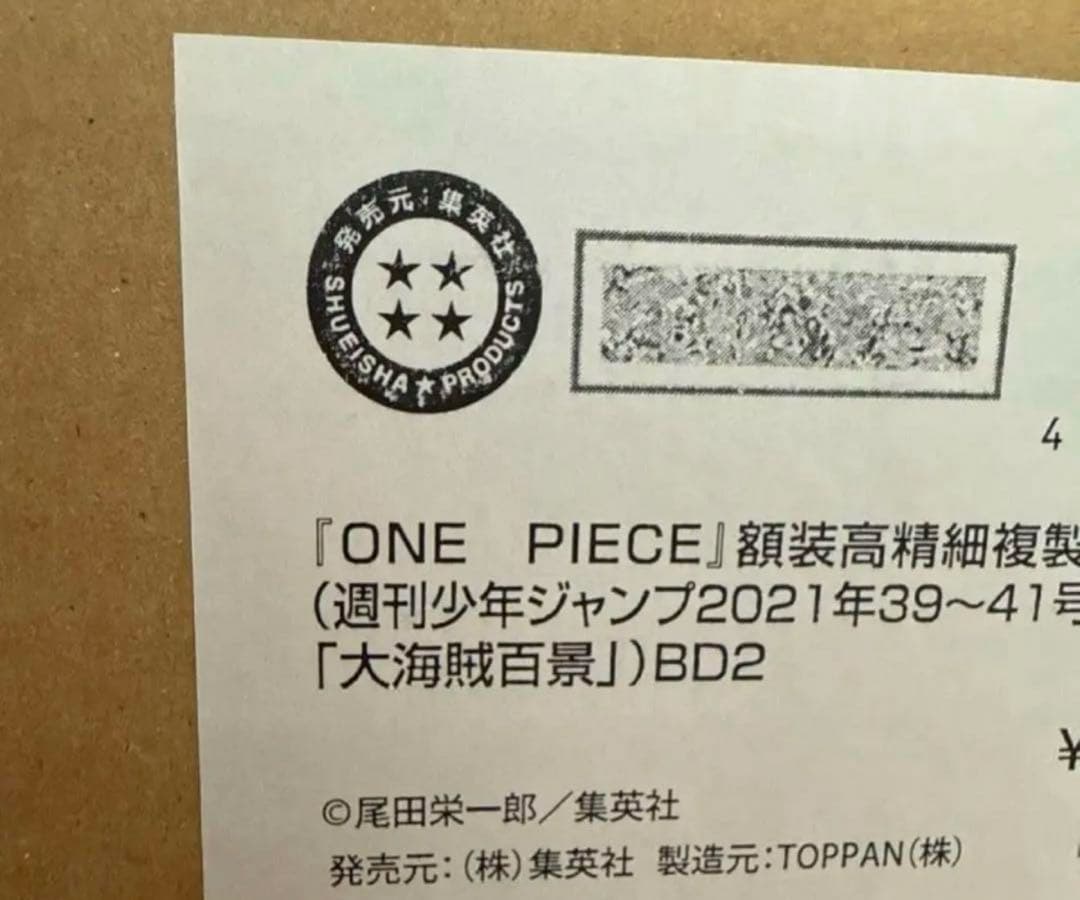 発売元：集英社
SHUEISHA★PRODUCTS
4
『ONE　PIECE』額装高精細複製
(週刊少年ジャンプ2021年39～41号
「大海賊百景」)BD2
¥
©尾田栄一郎／集英社
発売元：(株)集英社 製造元：TOPPAN(株)